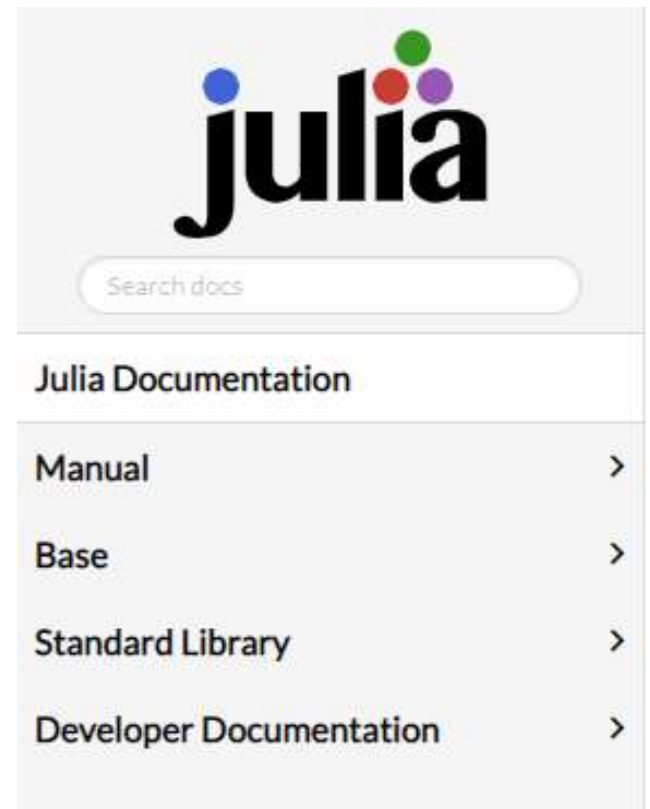 julia
Search docs
Julia Documentation
Manual
Base
Standard Library
Developer Documentation